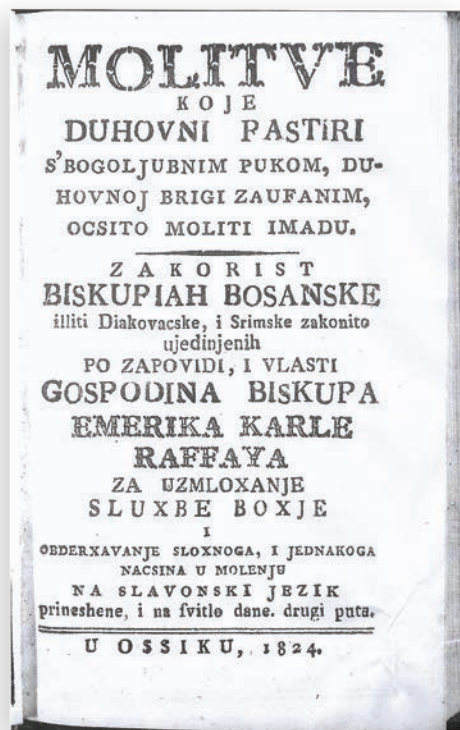 MOLITVE
KOJE
DUHOVNI PASTIRI
S'BOGOLJUBNIM PUKOM, DU-
HOVNOJ BRIGI ZAUFANIM,
OCSITO MOLITI IMADU.
ZAKORIST
BISKUPIAH BOSANSKE
illiti Diakovacske, i Srimske zakonito
ujedinjenih
PO ZAPOVIDI, I VLASTI
GOSPODINA BISKUPA
EMERIKA KARLE
RAFFAYA
ZA UZMLOXANJE
SLUXBE BOXJE
I
OBDERXAVANJE SLOXNOGA, I JEDNAKOGA
NACSINA U MOLENJU
NA SLAVONSKI JEZIK
prineshene, i na svitlo dane. drugi puta.
U OSSIKU, 1824.